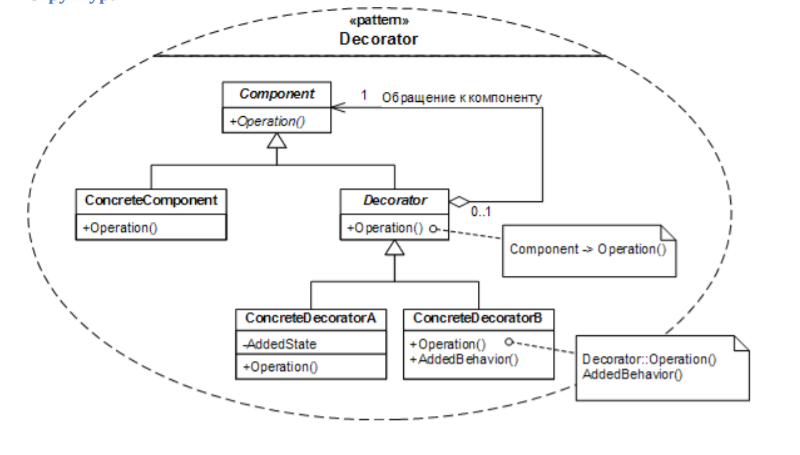 «pattern»
Decorator
Component
+Operation()
1 Обращение к компоненту
ConcreteComponent
+Operation()
Decorator
+Operation()
0..1
Component -> Operation()
ConcreteDecoratorA
-AddedState
+Operation()
ConcreteDecoratorB
+Operation()
+AddedBehavior()
Decorator::Operation()
AddedBehavior()